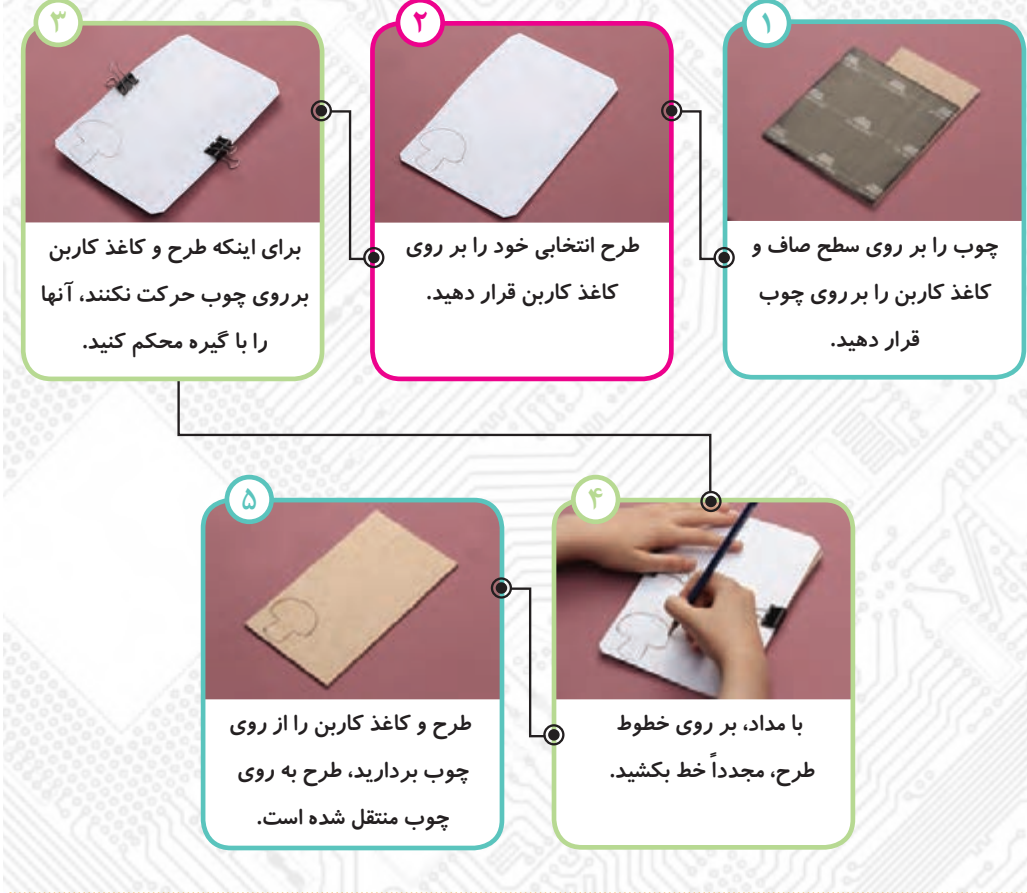 ۱
چوب را بر روی سطح صاف و
کاغذ کاربن را بر روی چوب
قرار دهید.
۲
طرح انتخابی خود را بر روی
کاغذ کاربن قرار دهید.
۳
برای اینکه طرح و کاغذ کاربن
بر روی چوب حرکت نکنند، آنها
را با گیره محکم کنید.
۴
با مداد، بر روی خطوط
طرح، مجدداً خط بکشید.
۵
طرح و کاغذ کاربن را از روی
چوب بردارید، طرح به روی
چوب منتقل شده است.